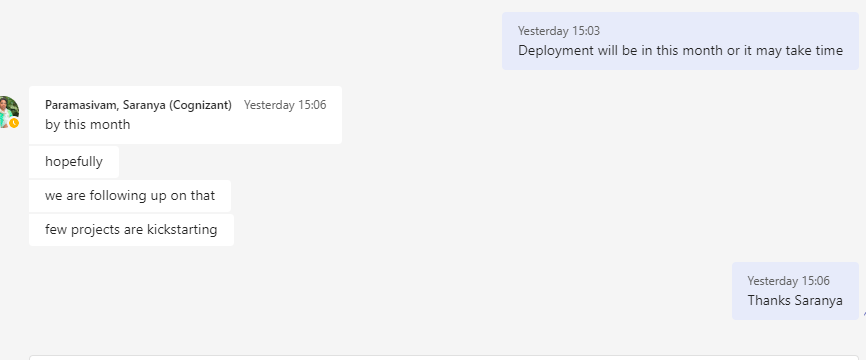 Yesterday 15:03
Deployment will be in this month or it may take time
Paramasivam, Saranya (Cognizant) Yesterday 15:06
by this month
hopefully
we are following up on that
few projects are kickstarting
Yesterday 15:06
Thanks Saranya